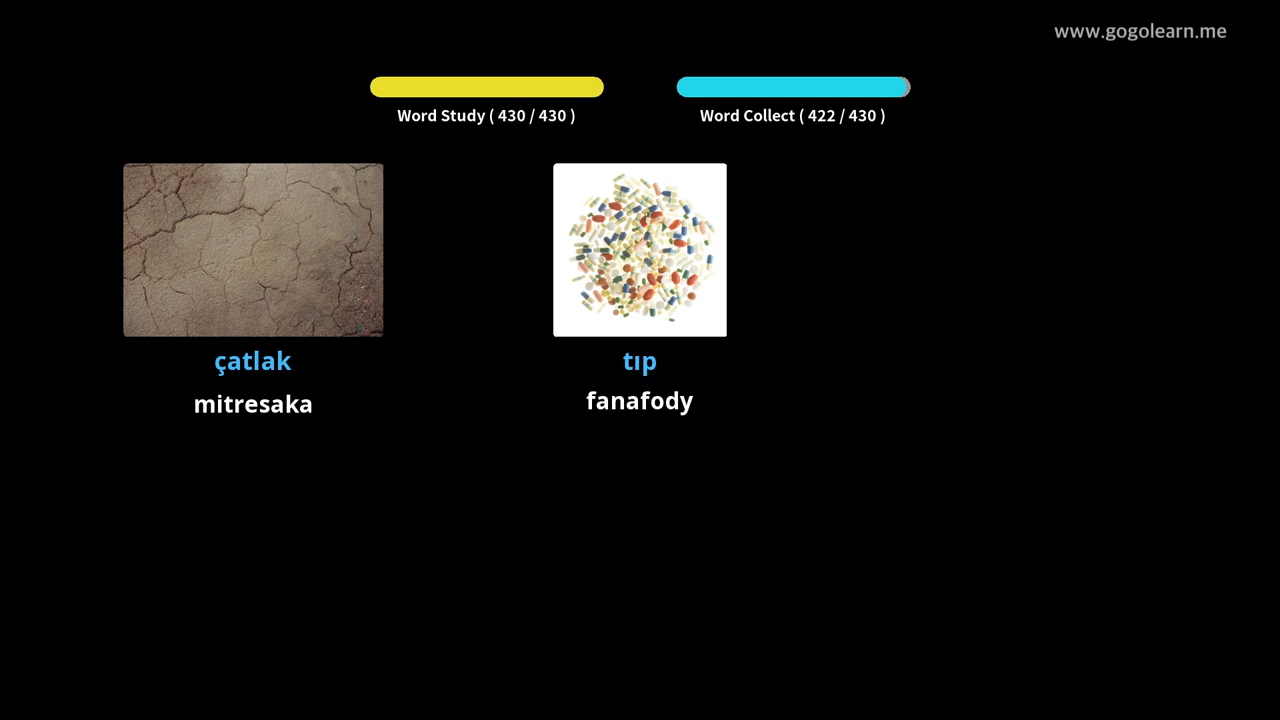 www.gogolearn.me
Word Study ( 430 / 430 )
Word Collect ( 422 / 430 )
çatlak
tıp
mitresaka
fanafody